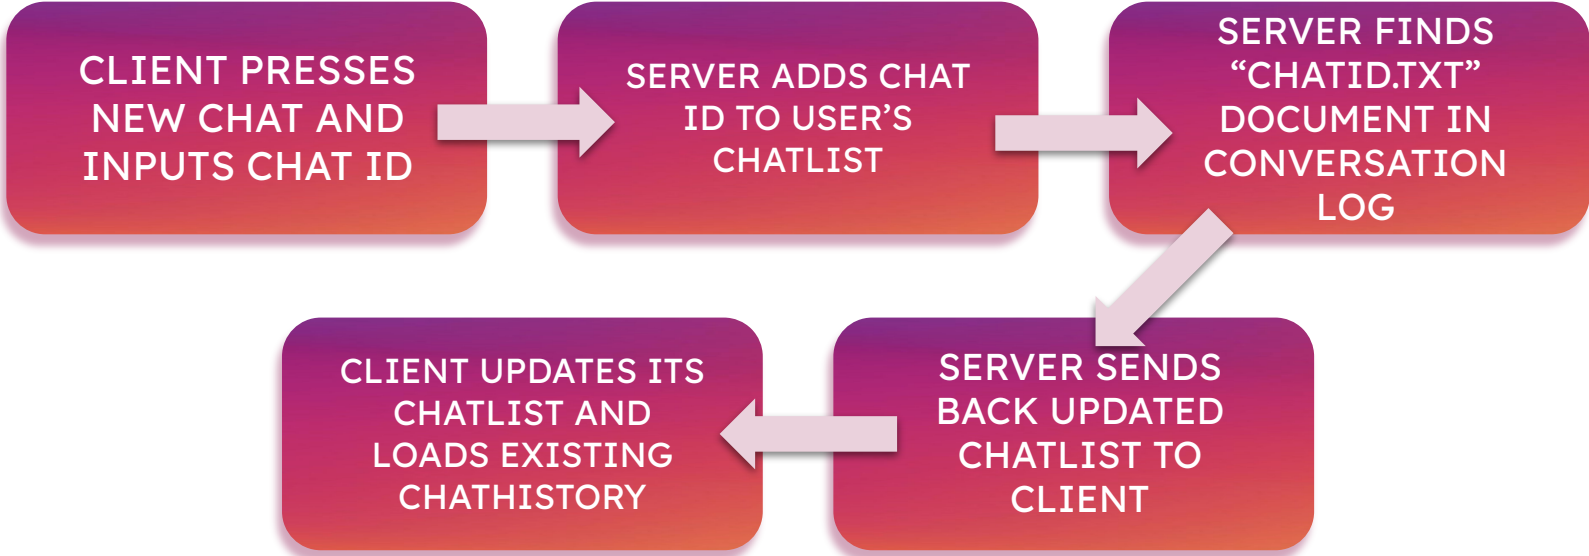 CLIENT PRESSES
NEW CHAT AND
INPUTS CHAT ID
SERVER ADDS CHAT
ID TO USER’S
CHATLIST
SERVER FINDS
“CHATID.TXT”
DOCUMENT IN
CONVERSATION
LOG
SERVER SENDS
BACK UPDATED
CHATLIST TO
CLIENT
CLIENT UPDATES ITS
CHATLIST AND
LOADS EXISTING
CHATHISTORY